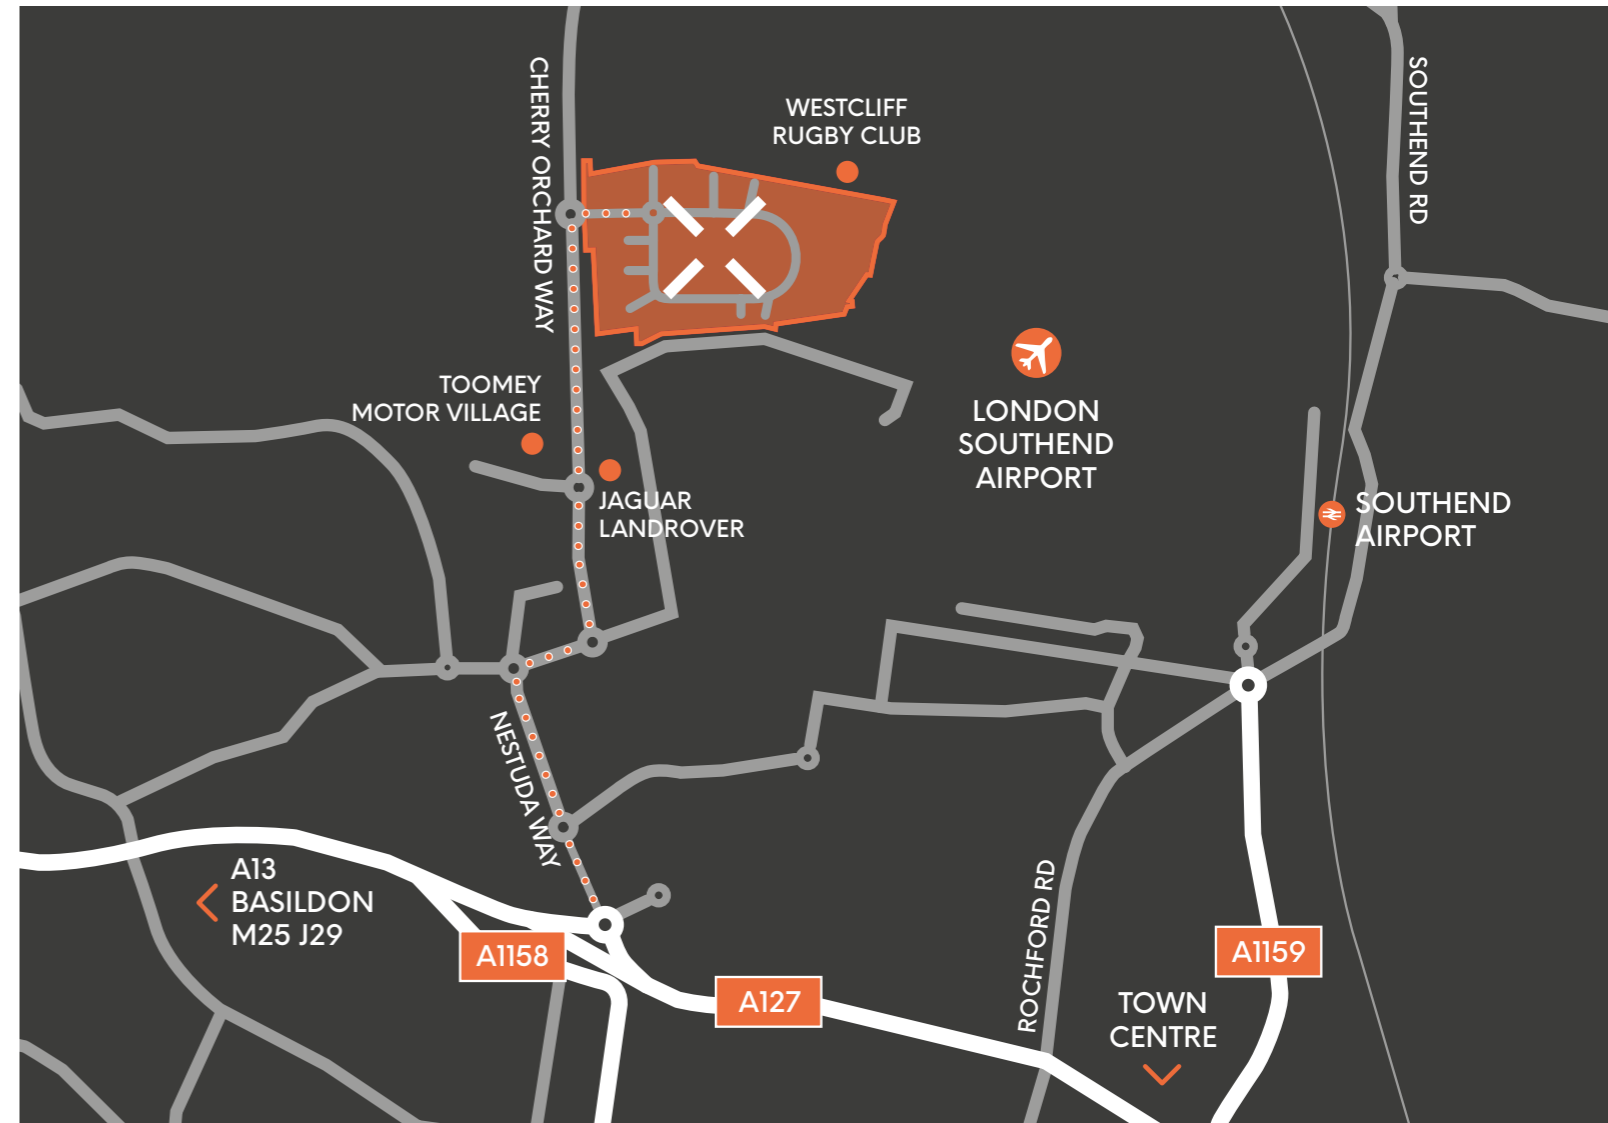 CHERRY ORCHARD WAY
WESTCLIFF
RUGBY CLUB
SOUTHEND RD
TOOMEY
MOTOR VILLAGE
JAGUAR
LANDROVER
LONDON
SOUTHEND
AIRPORT
SOUTHEND
AIRPORT
NESTUDA WAY
A13
BASILDON
M25 J29
A1158
A127
ROCHFORD RD
A1159
TOWN
CENTRE